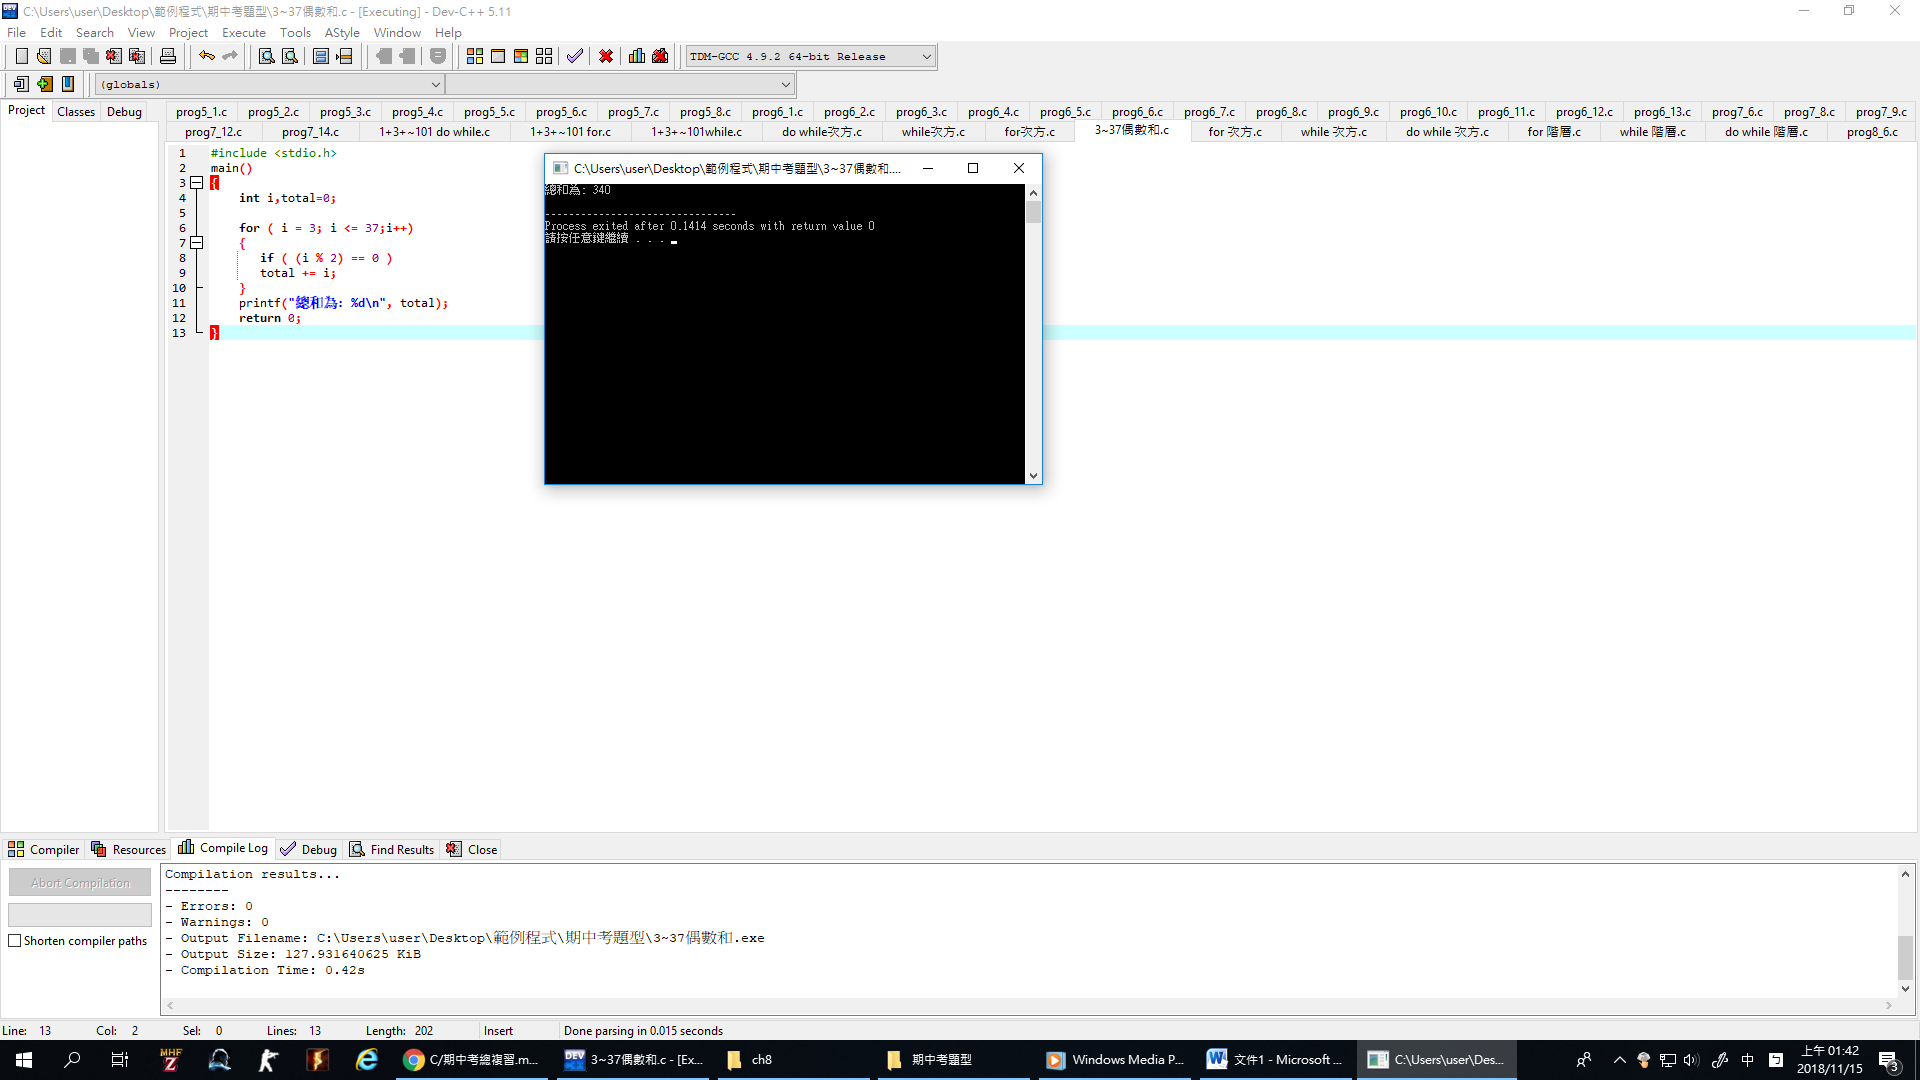 C:\Users\user\Desktop\範例程式\期中考題型\3~37偶數和.c - [Executing] - Dev-C++ 5.11
File Edit Search View Project Execute Tools AStyle Window Help
TDM-GCC 4.9.2 64-bit Release
(globals)
Project Classes Debug
prog5_1.c prog5_2.c prog5_3.c prog5_4.c prog5_5.c prog5_6.c prog5_7.c prog5_8.c prog6_1.c prog6_2.c prog6_3.c prog6_4.c prog6_5.c prog6_6.c prog6_7.c prog6_8.c prog6_9.c prog6_10.c prog6_11.c prog6_12.c prog6_13.c prog7_6.c prog7_8.c prog7_9.c
prog7_12.c prog7_14.c 1+3+~101 do while.c 1+3+~101 for.c 1+3+~101while.c do while次方.c while次方.c for次方.c 3~37偶數和.c for 次方.c while 次方.c do while 次方.c for 階層.c while 階層.c do while 階層.c prog8_6.c
1 #include <stdio.h>
2 main()
3 {
4 int i,total=0;
5
6 for ( i = 3; i <= 37;i++)
7 {
8 if ( (i % 2) == 0 )
9 total += i;
10 }
11 printf("總和為: %d\n", total);
12 return 0;
13 }
C:\Users\user\Desktop\範例程式\期中考題型\3~37偶數和....
總和為: 340
--------------------------------
Process exited after 0.1414 seconds with return value 0
請按任意鍵繼續 . . .
Compiler Resources Compile Log Debug Find Results Close
Abort Compilation
Shorten compiler paths
Compilation results...
--------
- Errors: 0
- Warnings: 0
- Output Filename: C:\Users\user\Desktop\範例程式\期中考題型\3~37偶數和.exe
- Output Size: 127.931640625 KiB
- Compilation Time: 0.42s
Line: 13 Col: 2 Sel: 0 Lines: 13 Length: 202 Insert Done parsing in 0.015 seconds
MHF Z C/期中考總複習.m... DEV 3~37偶數和.c - [Ex... ch8 期中考題型 Windows Media P... 文件1 - Microsoft ... C:\Users\user\Des... 中 上午 01:42
2018/11/15 3